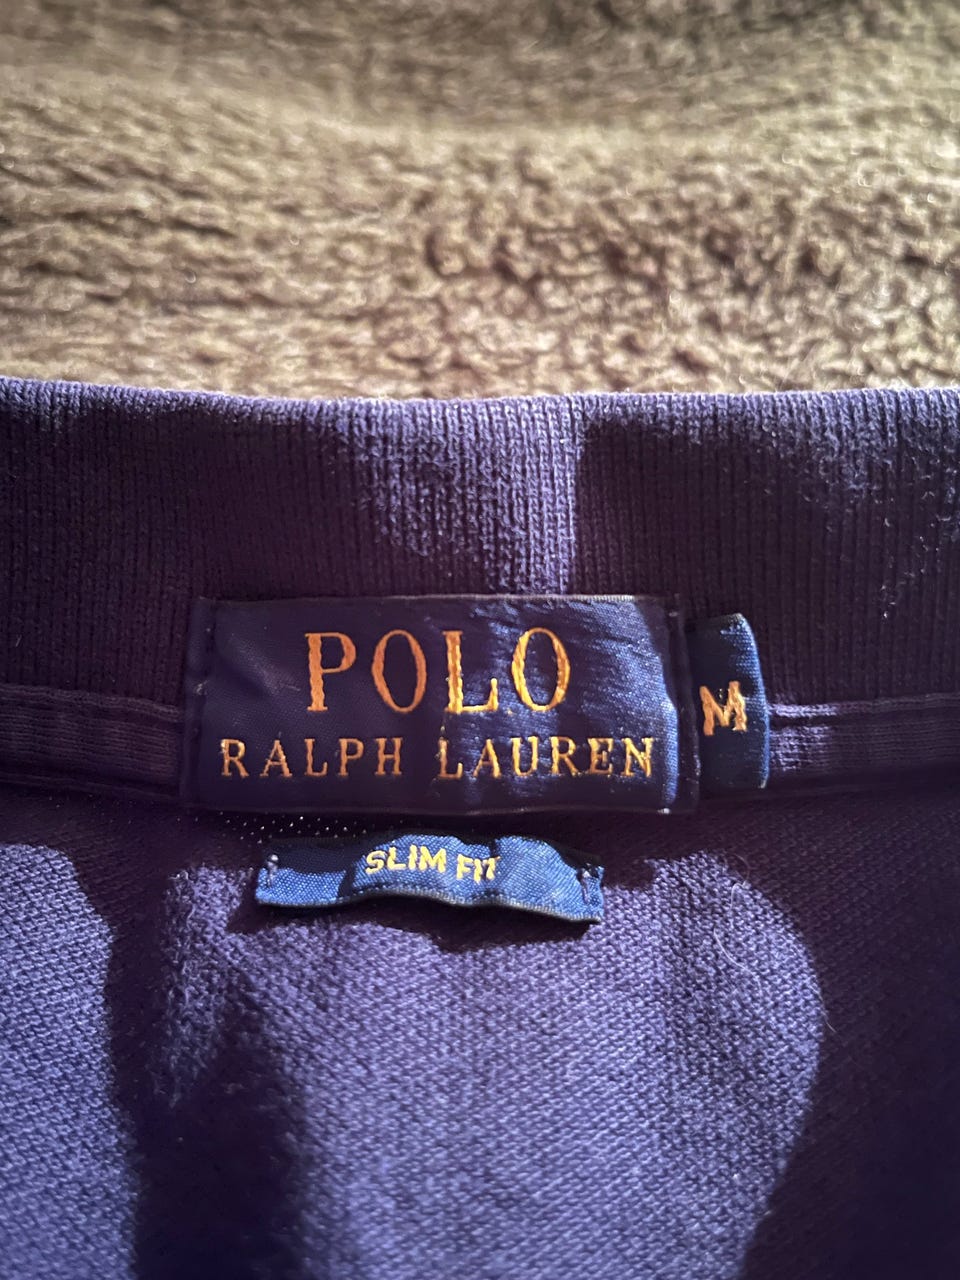 POLO
RALPH LAUREN
M
SLIM FIT